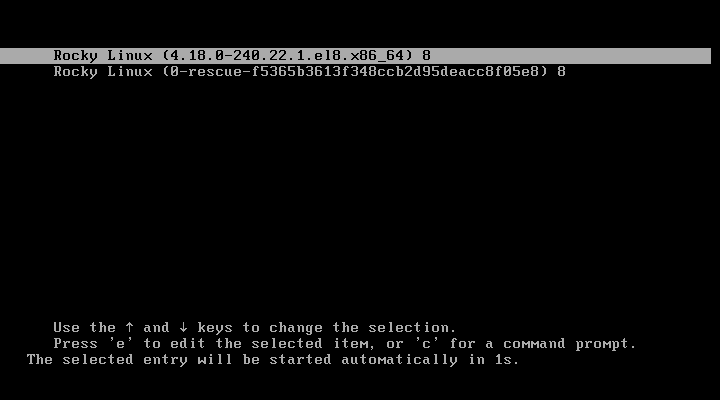 Rocky Linux (4.18.0-240.22.1.el8.x86_64) 8
Rocky Linux (0-rescue-f5365b3613f348ccb2d95deacc8f05e8) 8
Use the ↑ and ↓ keys to change the selection.
Press 'e' to edit the selected item, or 'c' for a command prompt.
The selected entry will be started automatically in 1s.